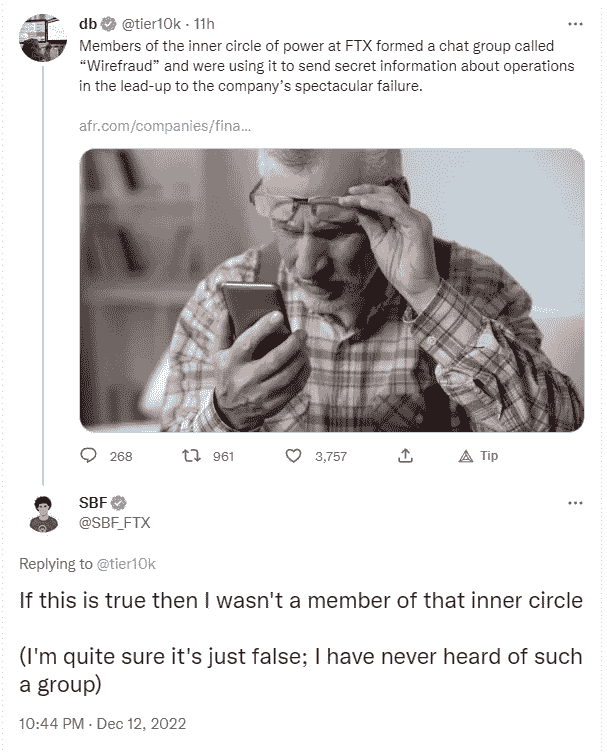 db @tier10k · 11h
Members of the inner circle of power at FTX formed a chat group called
“Wirefraud” and were using it to send secret information about operations
in the lead-up to the company’s spectacular failure.
afr.com/companies/fina...
268 961 3,757 Tip
SBF
@SBF_FTX
Replying to @tier10k
If this is true then I wasn't a member of that inner circle
(I'm quite sure it's just false; I have never heard of such
a group)
10:44 PM · Dec 12, 2022